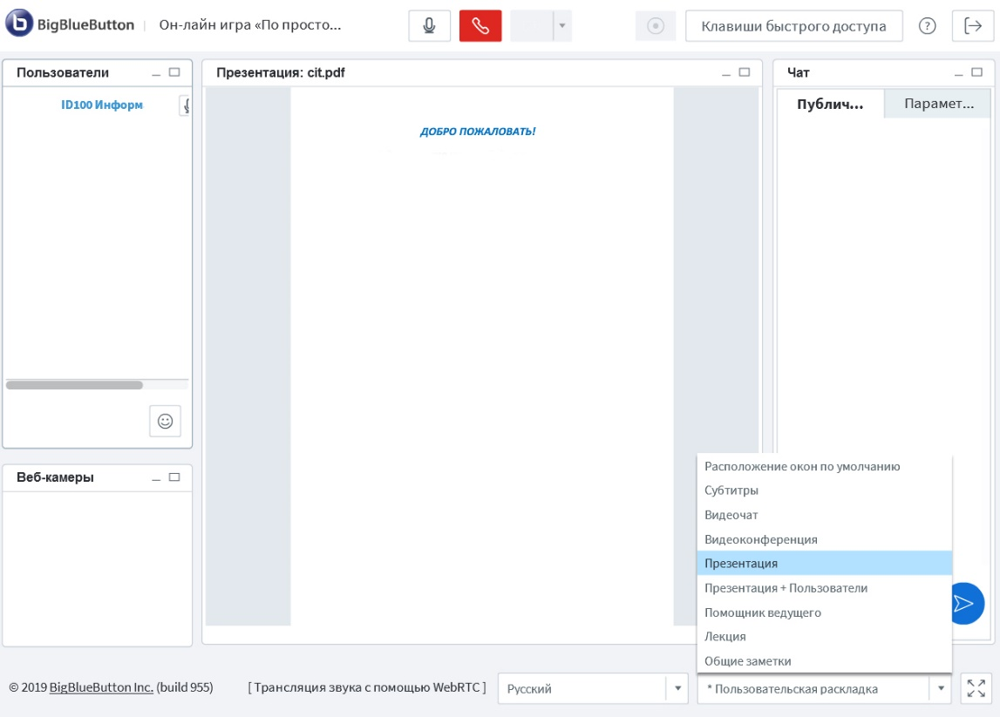 BigBlueButton
Он-лайн игра «По просто...
Клавиши быстрого доступа
?
Пользователи
Презентация: cit.pdf
Чат
ID100 Информ
Публич...
Парамет...
ДОБРО ПОЖАЛОВАТЬ!
Веб-камеры
Расположение окон по умолчанию
Субтитры
Видеочат
Видеоконференция
Презентация
Презентация + Пользователи
Помощник ведущего
Лекция
Общие заметки
© 2019 BigBlueButton Inc. (build 955)
[ Трансляция звука с помощью WebRTC ]
Русский
* Пользовательская раскладка